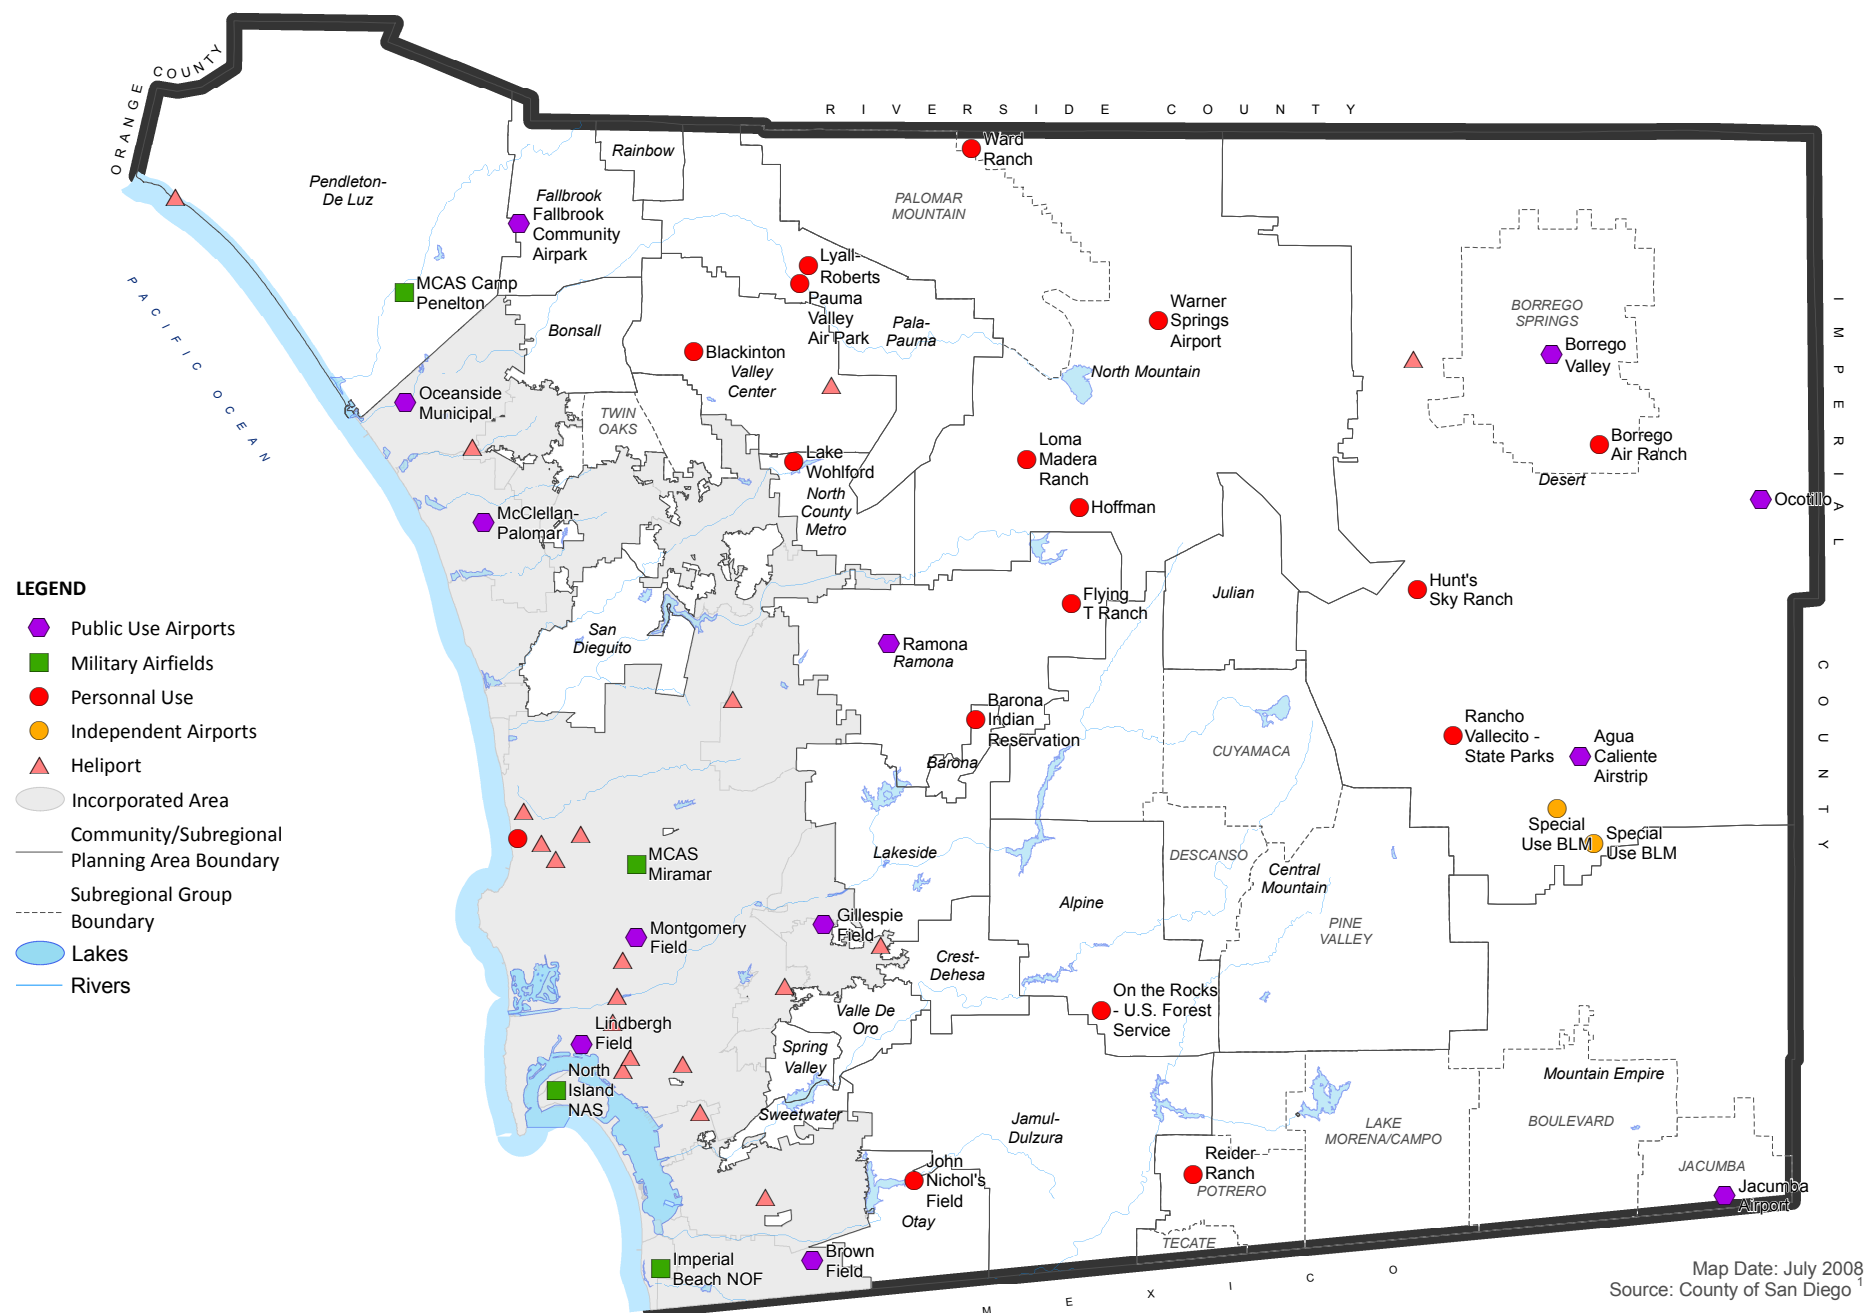 ORANGE COUNTY
RIVERSIDE COUNTY
IMPERIAL COUNTY
PACIFIC OCEAN
MEXICO
Rainbow
Ward
Ranch
Pendleton-
De Luz
Fallbrook
Fallbrook
Community
Airpark
PALOMAR
MOUNTAIN
MCAS Camp
Penelton
Lyall-
Roberts
Pauma
Valley
Air Park
Pala-
Pauma
Bonsall
Warner
Springs
Airport
BORREGO
SPRINGS
Borrego
Valley
Blackinton
Valley
Center
North Mountain
Oceanside
Municipal
TWIN
OAKS
Lake
Wohlford
North
County
Metro
Loma
Madera
Ranch
Hoffman
Borrego
Air Ranch
Desert
Ocotillo
McClellan-
Palomar
LEGEND
Public Use Airports
Military Airfields
Personnal Use
Independent Airports
Heliport
Incorporated Area
Community/Subregional
Planning Area Boundary
Subregional Group
Boundary
Lakes
Rivers
San
Dieguito
Flying
T Ranch
Julian
Hunt's
Sky Ranch
Ramona
Ramona
Barona
Indian
Reservation
Barona
CUYAMACA
Rancho
Vallecito -
State Parks
Agua
Caliente
Airstrip
Special
Use BLM
Special
Use BLM
MCAS
Miramar
Lakeside
DESCANSO
Central
Mountain
Alpine
Gillespie
Field
Montgomery
Field
PINE
VALLEY
Crest-
Dehesa
On the Rocks
- U.S. Forest
Service
Valle De
Oro
Lindbergh
Field
Spring
Valley
North
Island
NAS
Sweetwater
Mountain Empire
Jamul-
Dulzura
LAKE
MORENA/CAMPO
BOULEVARD
John
Nichol's
Field
Reider
Ranch
POTRERO
JACUMBA
Jacumba
Airport
Otay
TECATE
Imperial
Beach NOF
Brown
Field
Map Date: July 2008
Source: County of San Diego 1